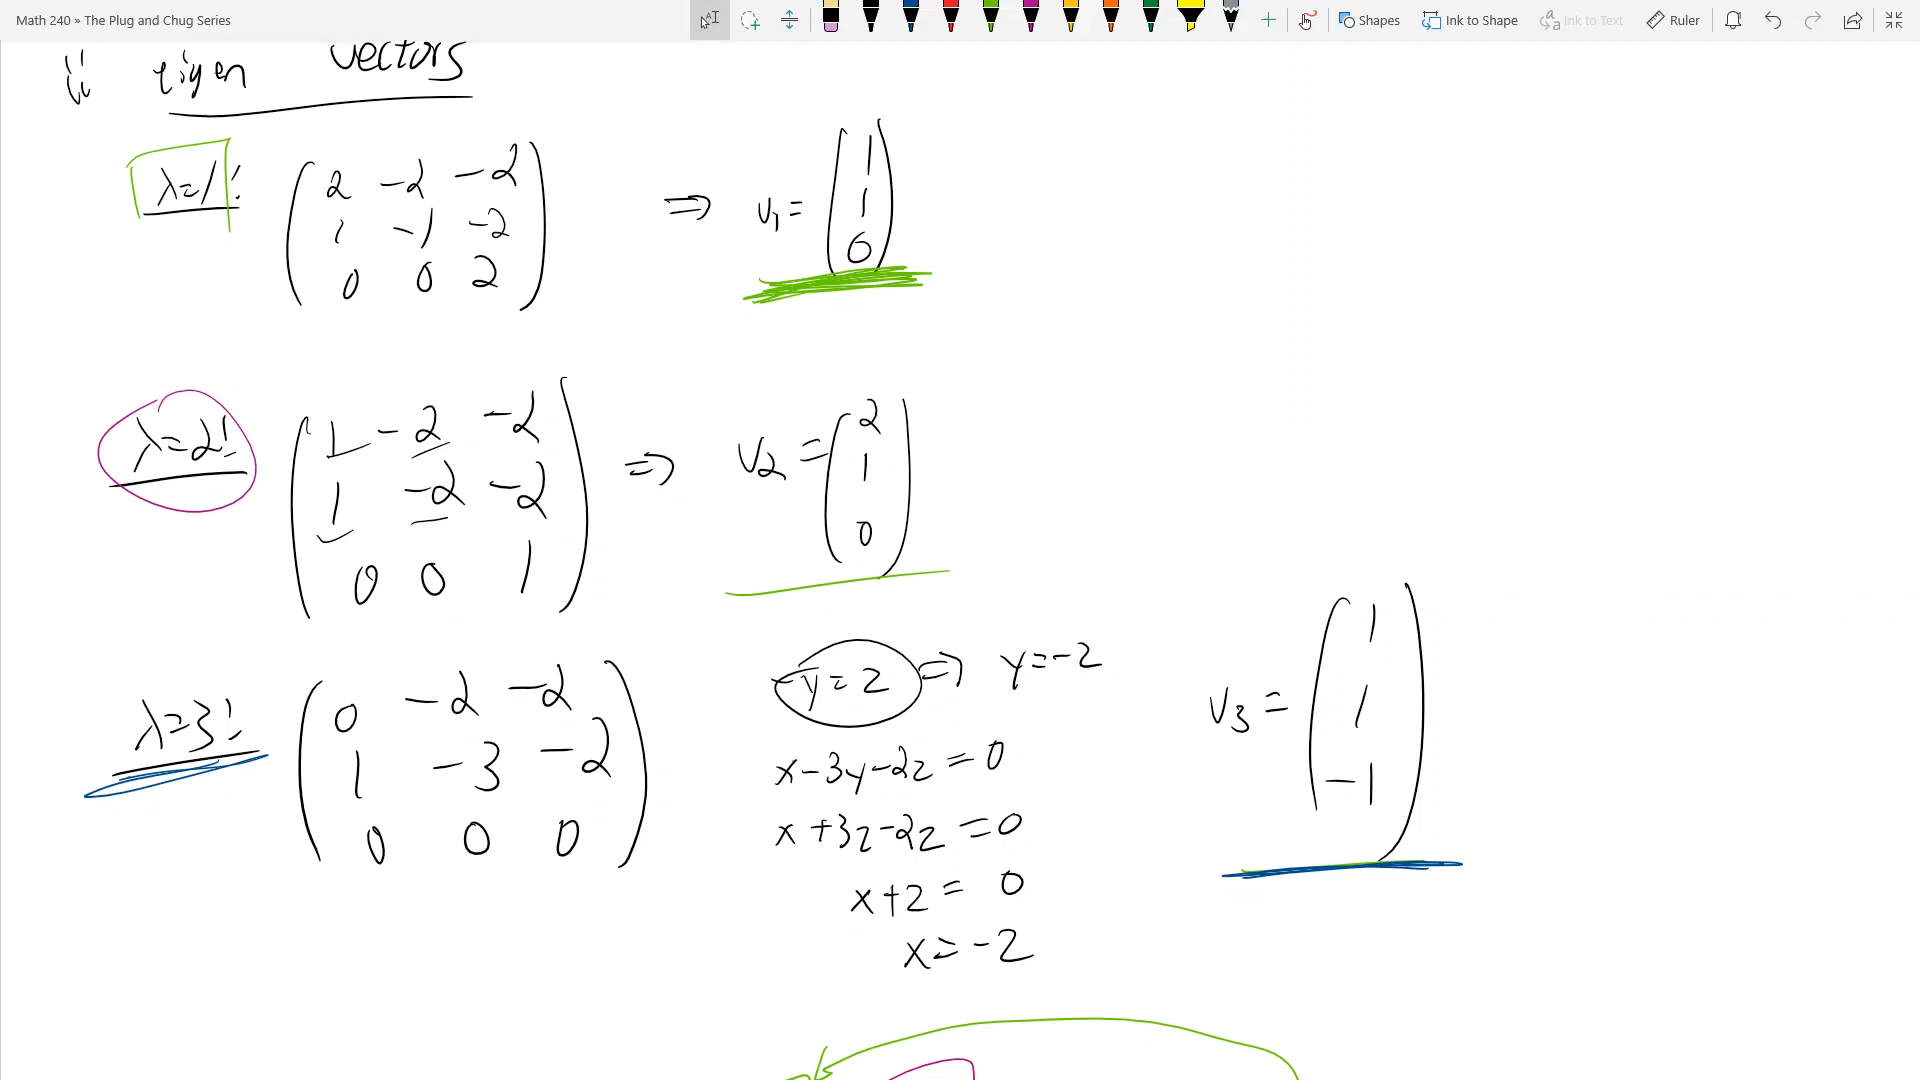 Math 240 » The Plug and Chug Series
Shapes
Ink to Shape
Ink to Text
Ruler
ii eigen vectors
λ=1: ( 2 -2 -2
1 -1 -2
0 0 2 ) ⇒ v1 = ( 1
1
0 )
λ=2: ( 1 -2 -2
1 -2 -2
0 0 1 ) ⇒ v2 = ( 2
1
0 )
λ=3: ( 0 -2 -2
1 -3 -2
0 0 0 )
-y = z ⇒ y = -z
x - 3y - 2z = 0
x + 3z - 2z = 0
x + z = 0
x = -z
v3 = ( 1
1
-1 )